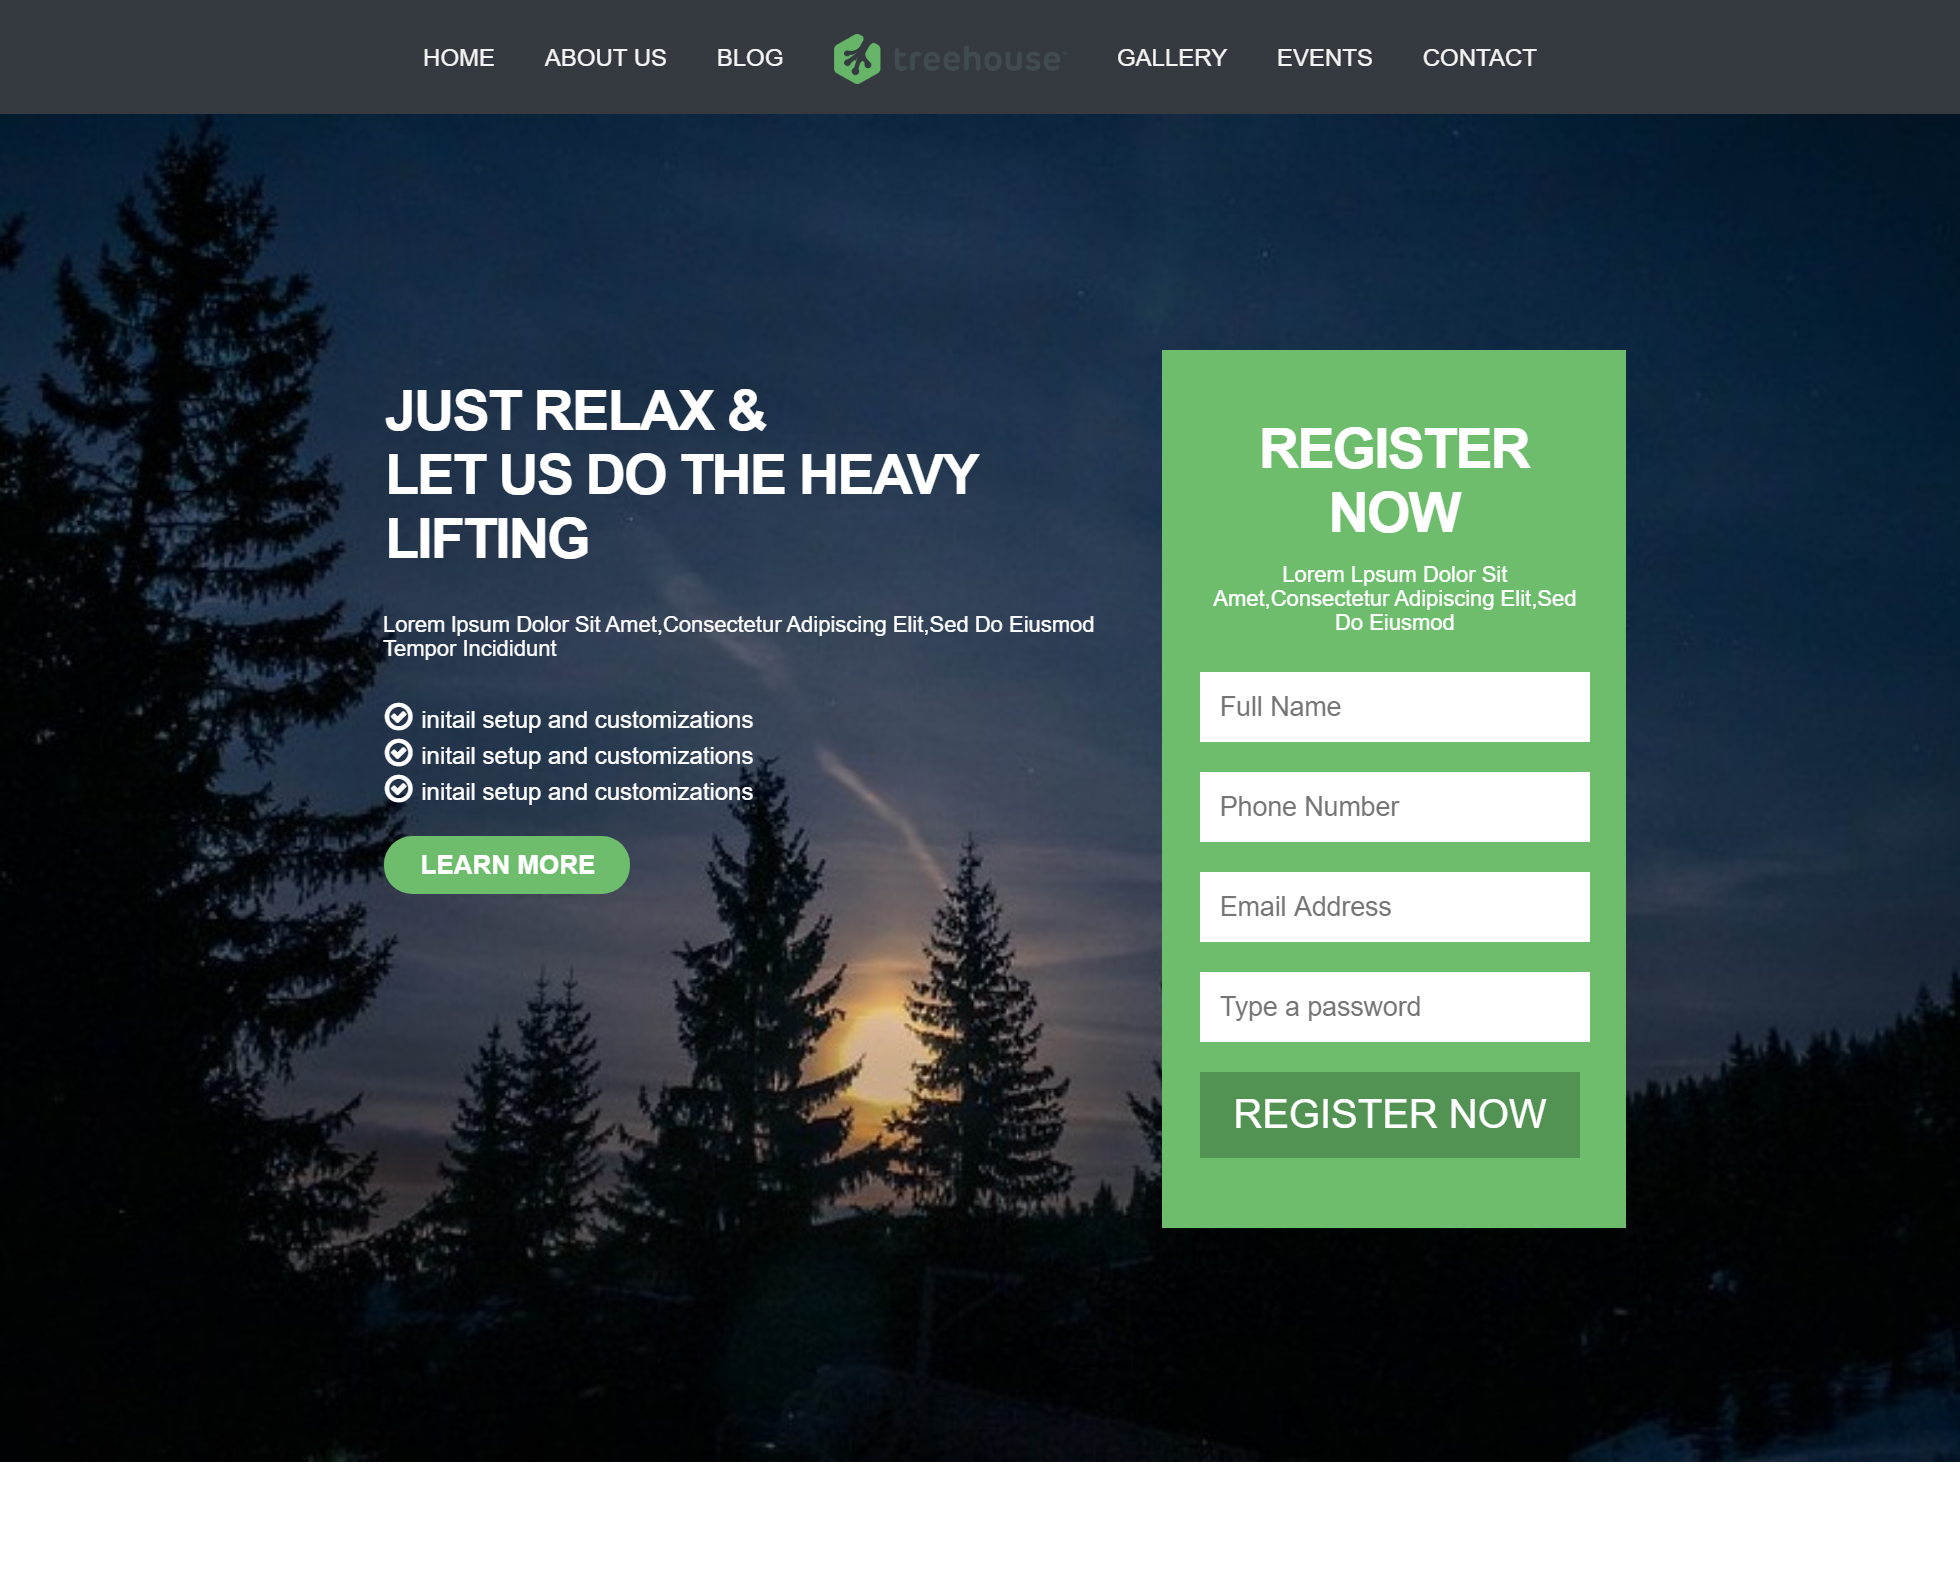 HOME ABOUT US BLOG treehouse GALLERY EVENTS CONTACT
JUST RELAX &
LET US DO THE HEAVY
LIFTING
Lorem Ipsum Dolor Sit Amet,Consectetur Adipiscing Elit,Sed Do Eiusmod
Tempor Incididunt
initail setup and customizations
initail setup and customizations
initail setup and customizations
LEARN MORE
REGISTER
NOW
Lorem Lpsum Dolor Sit
Amet,Consectetur Adipiscing Elit,Sed
Do Eiusmod
Full Name
Phone Number
Email Address
Type a password
REGISTER NOW